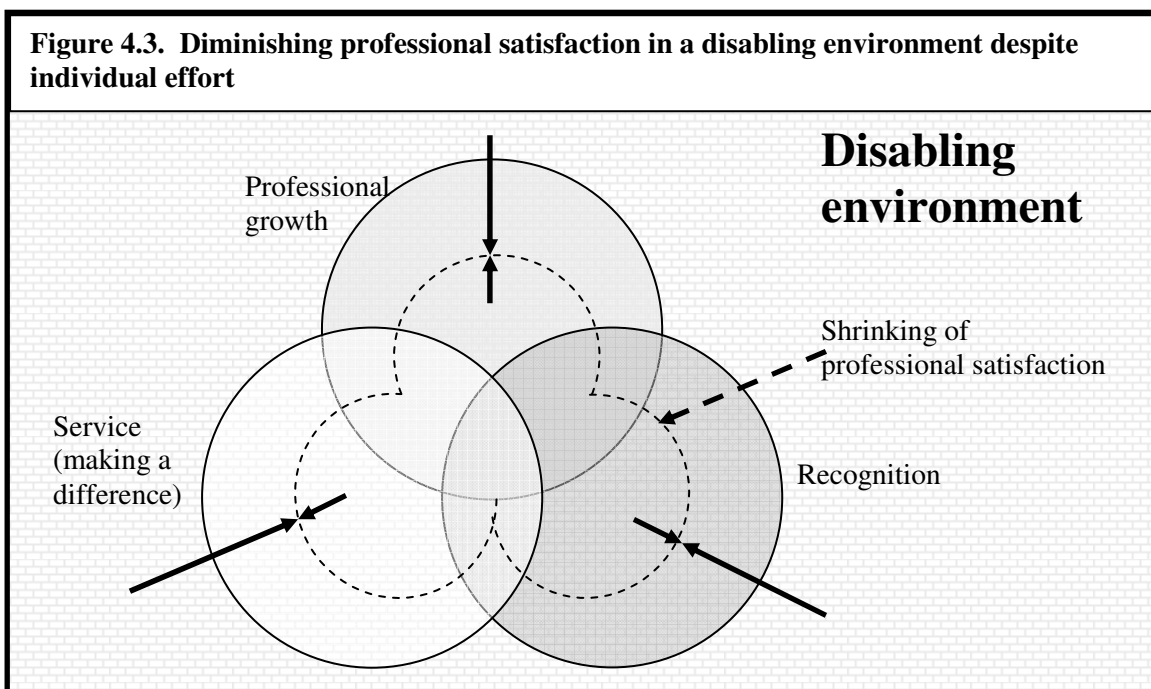 Figure 4.3.  Diminishing professional satisfaction in a disabling environment despite
individual effort
Disabling
environment
Professional
growth
Shrinking of
professional satisfaction
Service
(making a
difference)
Recognition